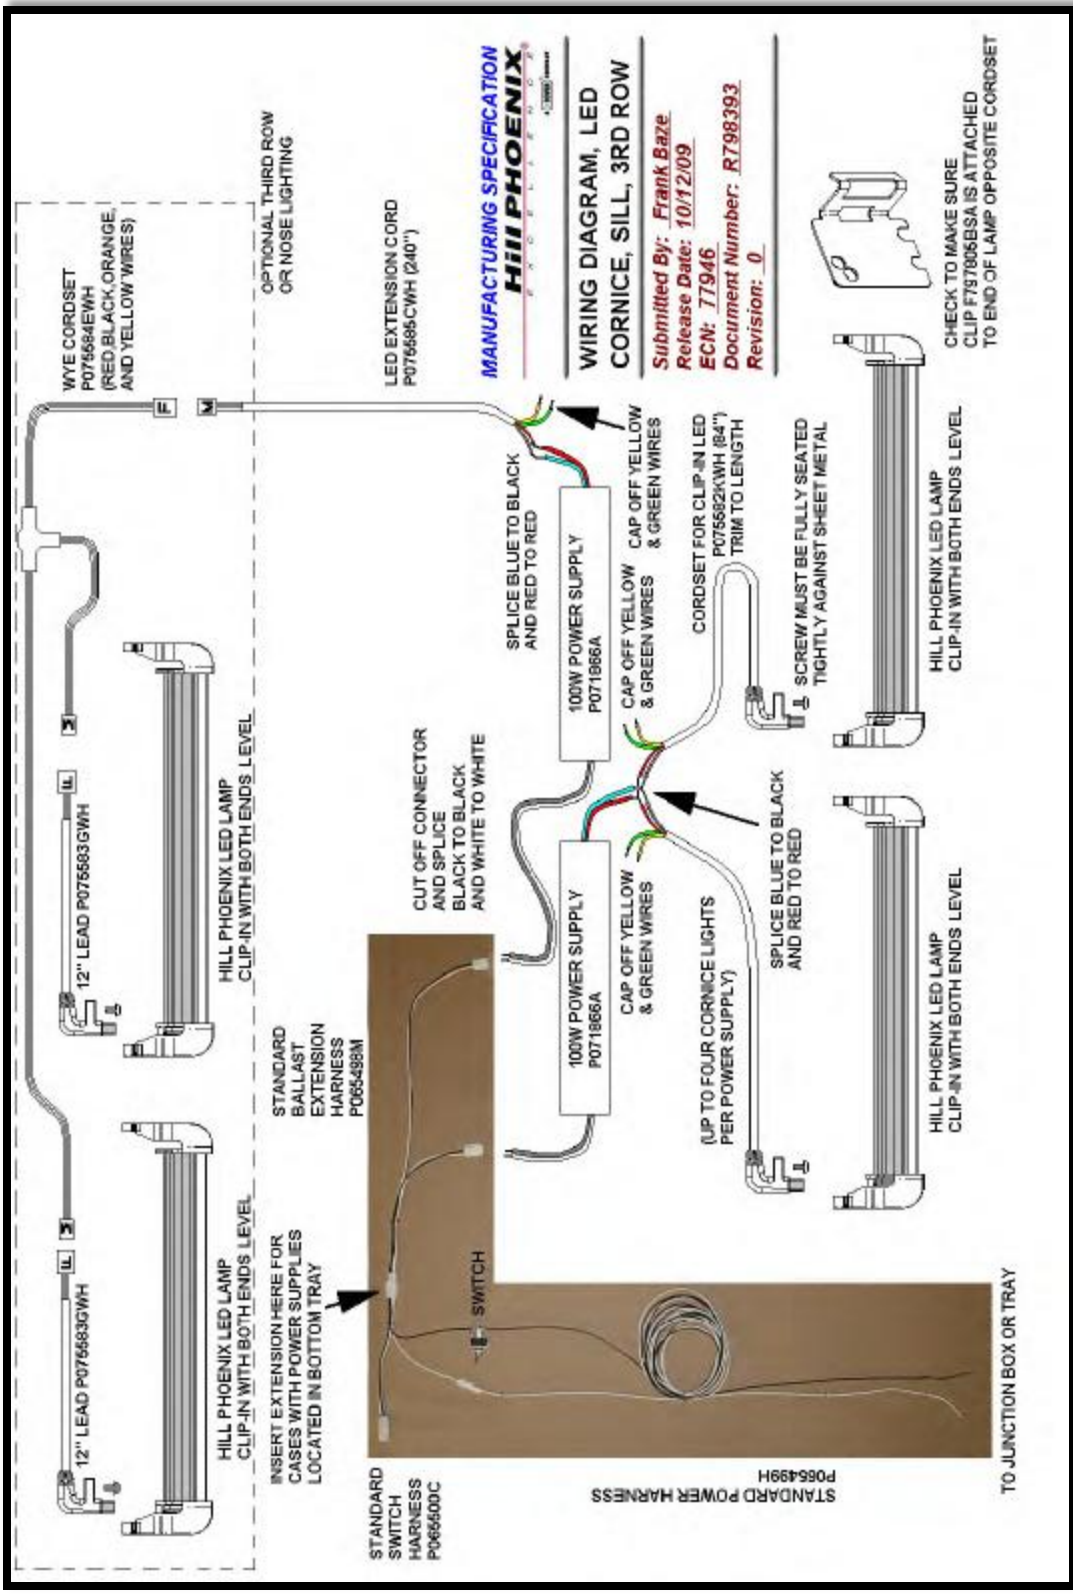 MANUFACTURING SPECIFICATION
Hill PHOENIX
WIRING DIAGRAM, LED
CORNICE, SILL, 3RD ROW
Submitted By: Frank Baze
Release Date: 10/12/09
ECN: 77946
Document Number: R798393
Revision: 0
WYE CORDSET
P075584EWH
(RED,BLACK,ORANGE,
AND YELLOW WIRES)
OPTIONAL THIRD ROW
OR NOSE LIGHTING
F
M
LED EXTENSION CORD
P075585CWH (240")
M
F
12" LEAD P075583GWH
HILL PHOENIX LED LAMP
CLIP-IN WITH BOTH ENDS LEVEL
M
F
12" LEAD P075583GWH
HILL PHOENIX LED LAMP
CLIP-IN WITH BOTH ENDS LEVEL
INSERT EXTENSION HERE FOR
CASES WITH POWER SUPPLIES
LOCATED IN BOTTOM TRAY
STANDARD
BALLAST
EXTENSION
HARNESS
P065498M
STANDARD
SWITCH
HARNESS
P065500C
SWITCH
STANDARD POWER HARNESS
P065499H
TO JUNCTION BOX OR TRAY
CUT OFF CONNECTOR
AND SPLICE
BLACK TO BLACK
AND WHITE TO WHITE
SPLICE BLUE TO BLACK
AND RED TO RED
CAP OFF YELLOW
& GREEN WIRES
100W POWER SUPPLY
P071866A
100W POWER SUPPLY
P071866A
CAP OFF YELLOW
& GREEN WIRES
CAP OFF YELLOW
& GREEN WIRES
CORDSET FOR CLIP-IN LED
P075582KWH (84")
TRIM TO LENGTH
(UP TO FOUR CORNICE LIGHTS
PER POWER SUPPLY)
SPLICE BLUE TO BLACK
AND RED TO RED
SCREW MUST BE FULLY SEATED
TIGHTLY AGAINST SHEET METAL
HILL PHOENIX LED LAMP
CLIP-IN WITH BOTH ENDS LEVEL
HILL PHOENIX LED LAMP
CLIP-IN WITH BOTH ENDS LEVEL
CHECK TO MAKE SURE
CLIP F797805BSA IS ATTACHED
TO END OF LAMP OPPOSITE CORDSET